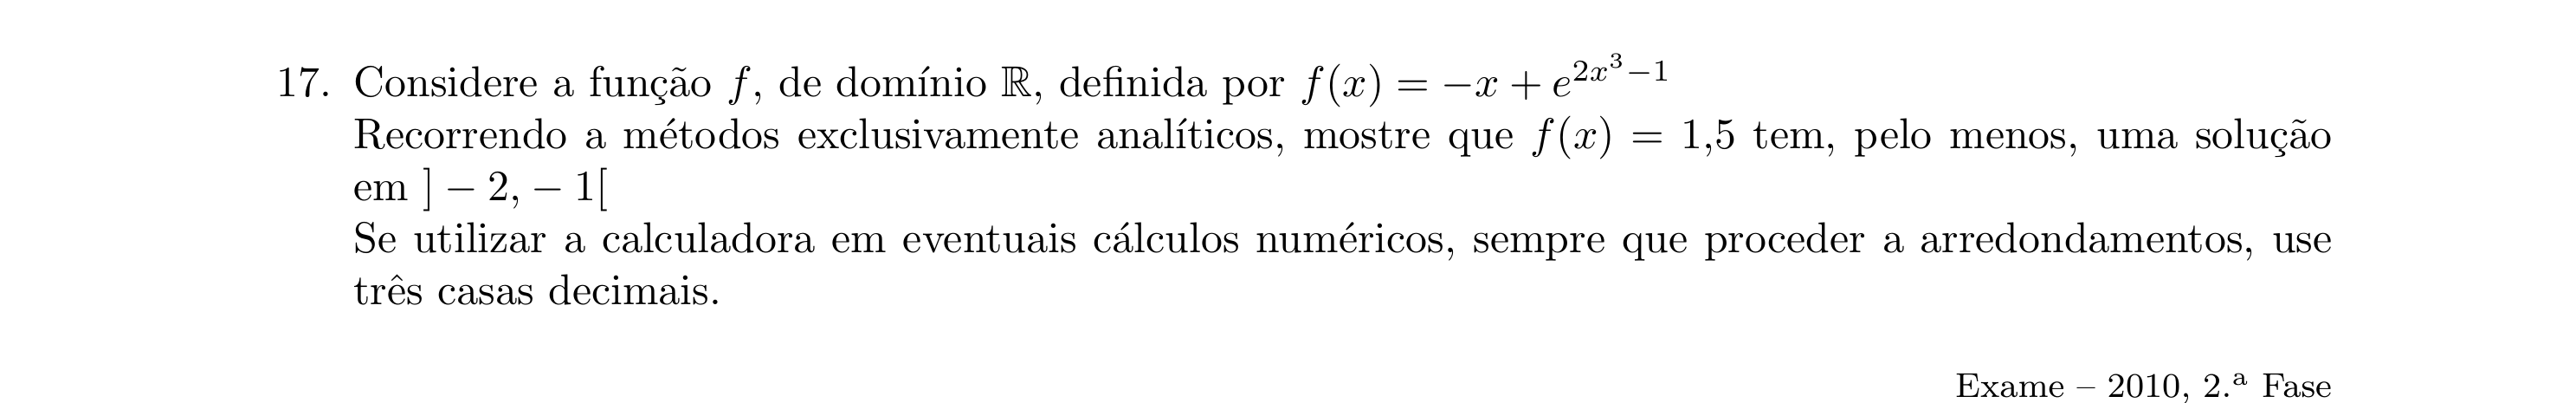 17. Considere a função f, de domínio ℝ, definida por f(x) = −x + e^{2x^3−1}
Recorrendo a métodos exclusivamente analíticos, mostre que f(x) = 1,5 tem, pelo menos, uma solução
em ] − 2, − 1[
Se utilizar a calculadora em eventuais cálculos numéricos, sempre que proceder a arredondamentos, use
três casas decimais.
Exame – 2010, 2.ª Fase